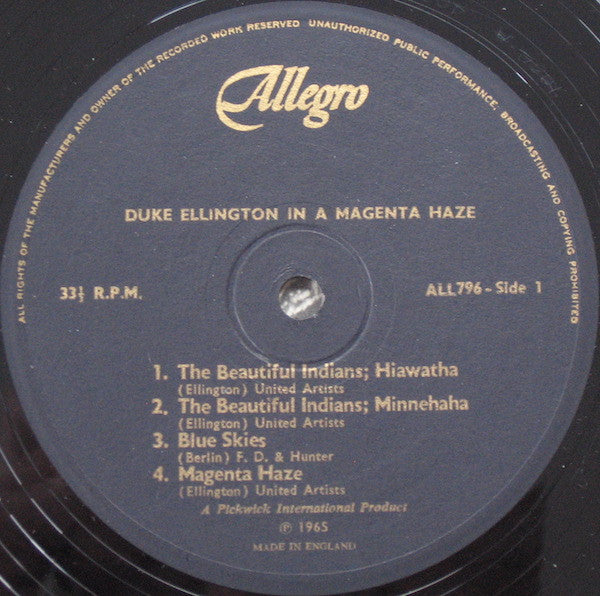 ALL RIGHTS OF THE MANUFACTURERS AND OWNER OF THE RECORDED WORK RESERVED UNAUTHORIZED PUBLIC PERFORMANCE, BROADCASTING AND COPYING PROHIBITED
Allegro
DUKE ELLINGTON IN A MAGENTA HAZE
33⅓ R.P.M.
ALL796 - Side 1
1. The Beautiful Indians; Hiawatha
(Ellington) United Artists
2. The Beautiful Indians; Minnehaha
(Ellington) United Artists
3. Blue Skies
(Berlin) F. D. & Hunter
4. Magenta Haze
(Ellington) United Artists
A Pickwick International Product
℗ 1965
MADE IN ENGLAND